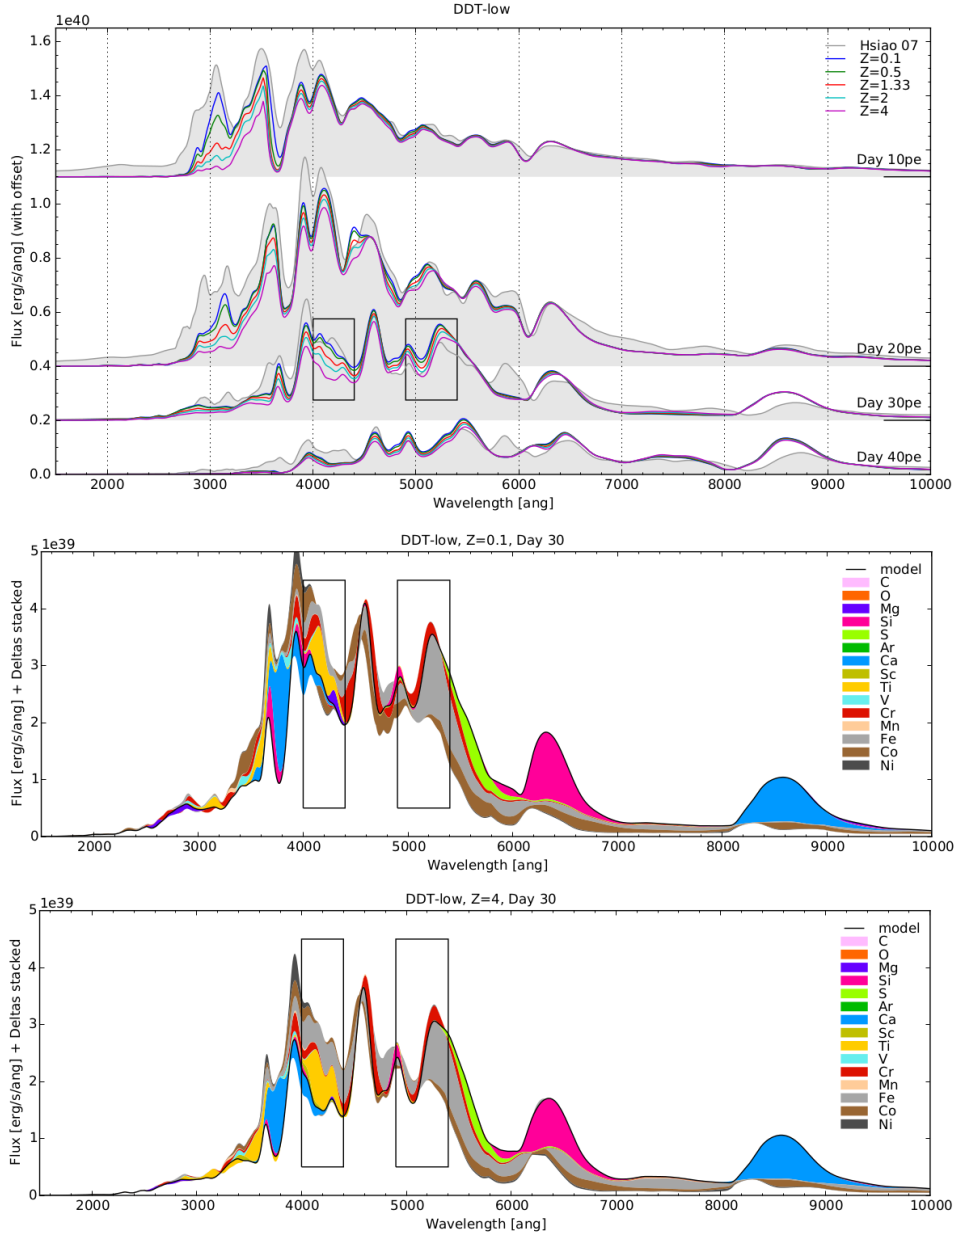 DDT-low
1e40
1.6
1.4
1.2
1.0
0.8
0.6
0.4
0.2
0.0
Flux [erg/s/ang] (with offset)
Hsiao 07
Z=0.1
Z=0.5
Z=1.33
Z=2
Z=4
Day 10pe
Day 20pe
Day 30pe
Day 40pe
2000 3000 4000 5000 6000 7000 8000 9000 10000
Wavelength [ang]
DDT-low, Z=0.1, Day 30
1e39
5
4
3
2
1
0
Flux [erg/s/ang] + Deltas stacked
model
C
O
Mg
Si
S
Ar
Ca
Sc
Ti
V
Cr
Mn
Fe
Co
Ni
2000 3000 4000 5000 6000 7000 8000 9000 10000
Wavelength [ang]
DDT-low, Z=4, Day 30
1e39
5
4
3
2
1
0
Flux [erg/s/ang] + Deltas stacked
model
C
O
Mg
Si
S
Ar
Ca
Sc
Ti
V
Cr
Mn
Fe
Co
Ni
2000 3000 4000 5000 6000 7000 8000 9000 10000
Wavelength [ang]